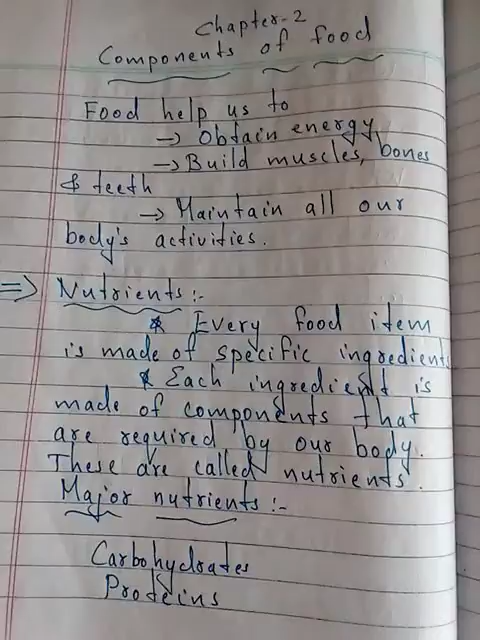 Chapter-2
Components of food
Food help us to
→ Obtain energy
→ Build muscles, bones
& teeth
→ Maintain all our
body's activities.
⇒ Nutrients :-
* Every food item
is made of specific ingredients
* Each ingredient is
made of components that
are required by our body.
These are called nutrients.
Major nutrients :-
Carbohydrates
Proteins